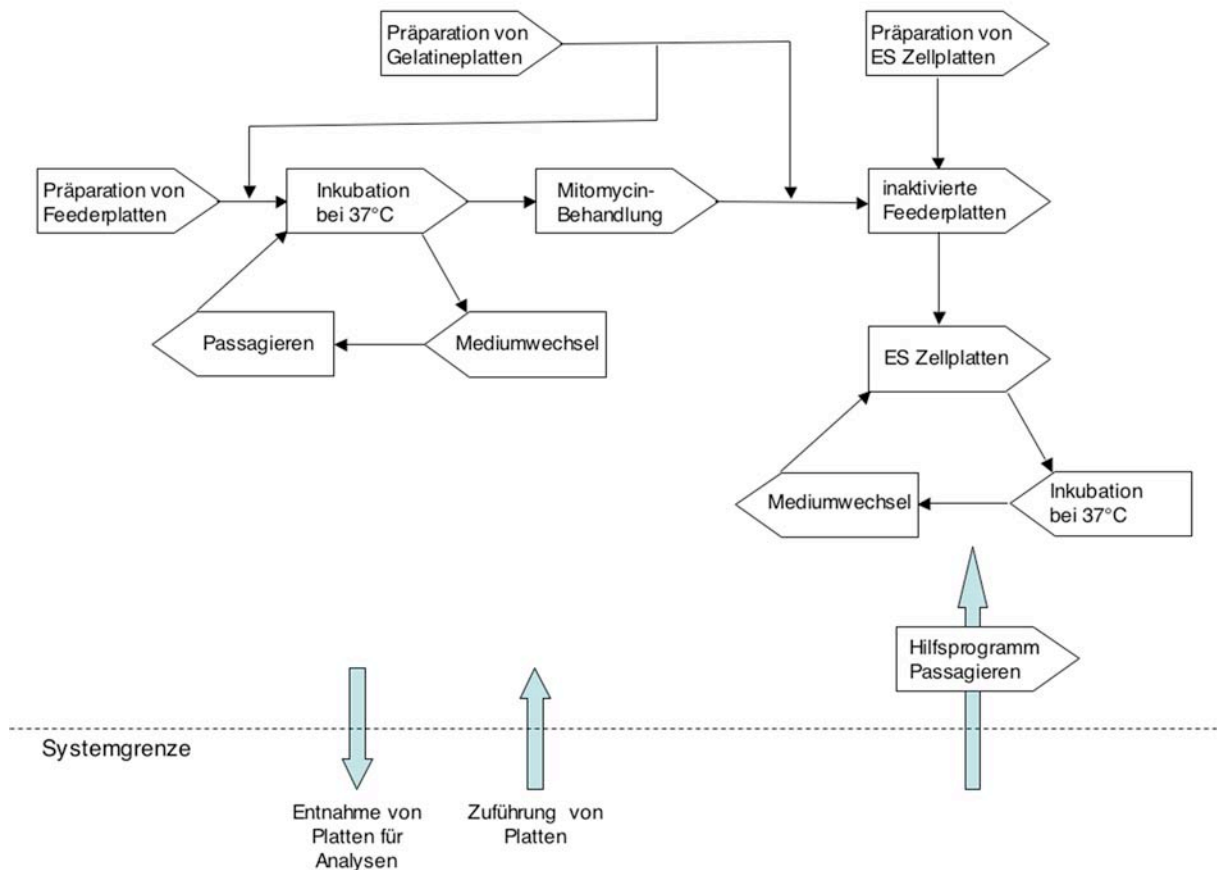 Präparation von
Gelatineplatten
Präparation von
ES Zellplatten
Präparation von
Feederplatten
Inkubation
bei 37°C
Mitomycin-
Behandlung
inaktivierte
Feederplatten
Passagieren
Mediumwechsel
ES Zellplatten
Mediumwechsel
Inkubation
bei 37°C
Hilfsprogramm
Passagieren
Systemgrenze
Entnahme von
Platten für
Analysen
Zuführung von
Platten